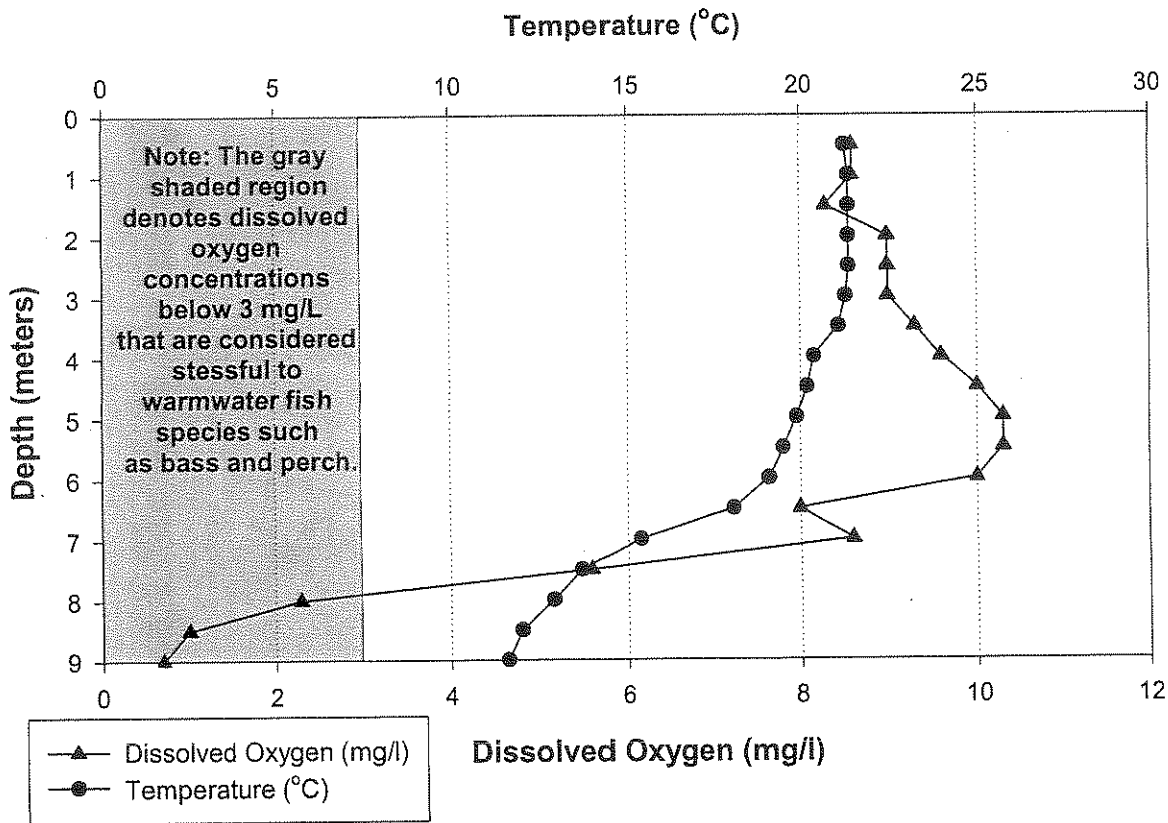 Temperature (°C)
0 5 10 15 20 25 30
0
1
2
3
4
5
6
7
8
9
Depth (meters)
Note: The gray
shaded region
denotes dissolved
oxygen
concentrations
below 3 mg/L
that are considered
stessful to
warmwater fish
species such
as bass and perch.
0 2 4 6 8 10 12
Dissolved Oxygen (mg/l)
Dissolved Oxygen (mg/l)
Temperature (°C)